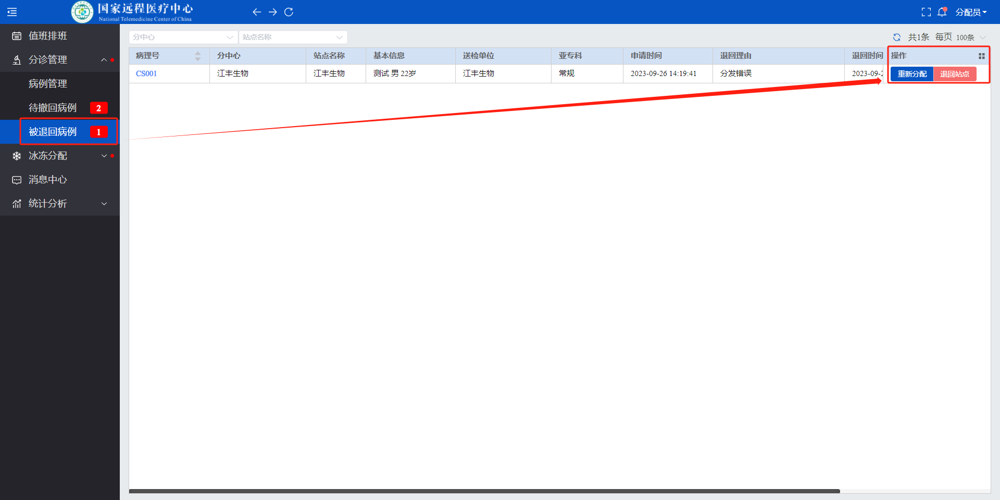 国家远程医疗中心
National Telemedicine Center of China
分配员
值班排班
分诊管理
病例管理
待撤回病例 2
被退回病例 1
冰冻分配
消息中心
统计分析
分中心 站点名称 共1条 每页 100条
病理号 分中心 站点名称 基本信息 送检单位 亚专科 申请时间 退回理由 退回时间 操作
CS001 江丰生物 江丰生物 测试 男 22岁 江丰生物 常规 2023-09-26 14:19:41 分发错误 2023-09-2 重新分配 退回站点